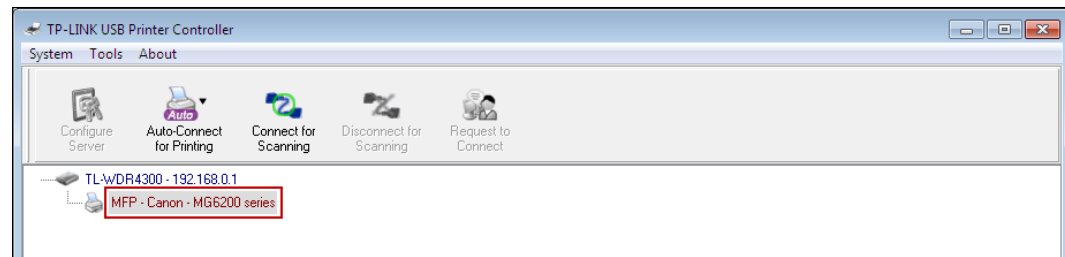 TP-LINK USB Printer Controller
System Tools About
Configure Server
Auto
Auto-Connect for Printing
Connect for Scanning
Disconnect for Scanning
Request to Connect
TL-WDR4300 - 192.168.0.1
MFP - Canon - MG6200 series